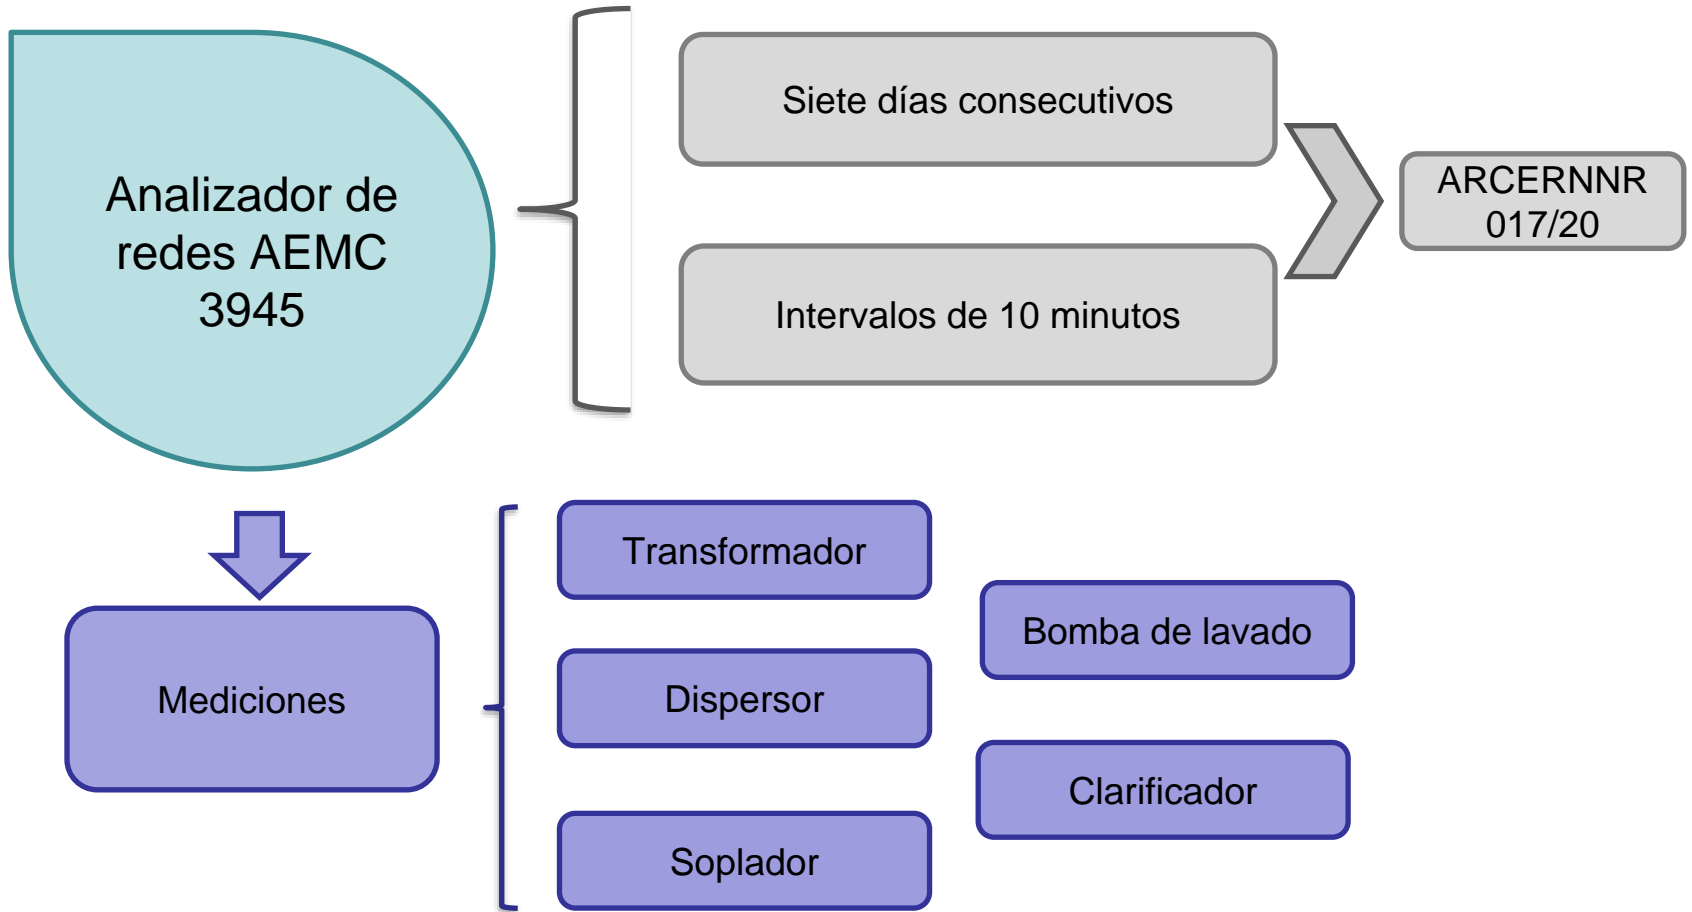 Analizador de
redes AEMC
3945
Siete días consecutivos
Intervalos de 10 minutos
ARCERNNR
017/20
Mediciones
Transformador
Dispersor
Soplador
Bomba de lavado
Clarificador